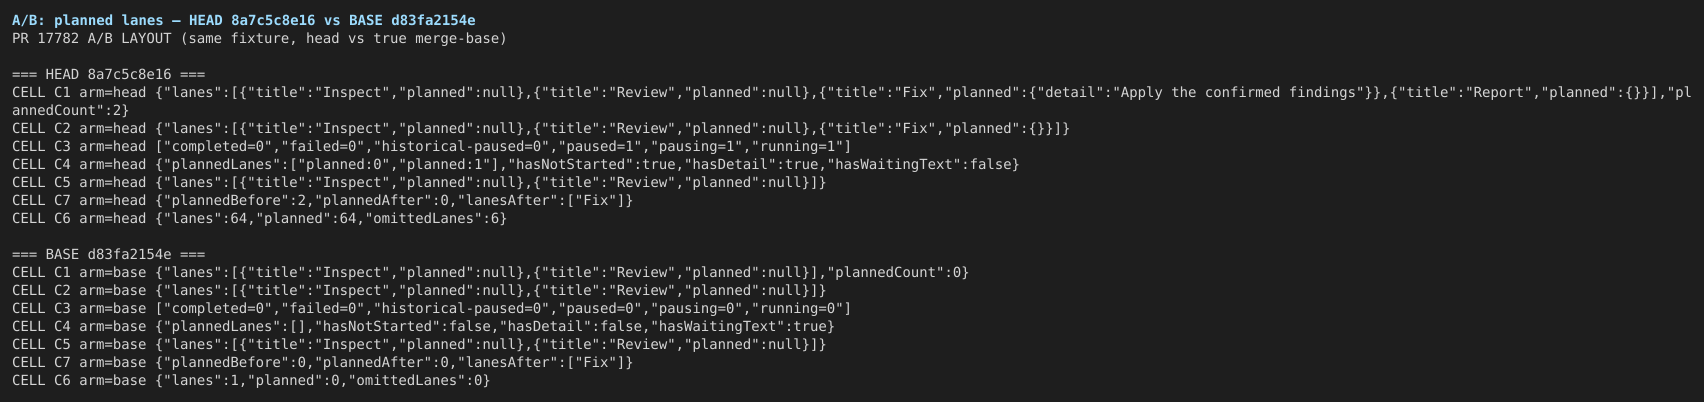 A/B: planned lanes — HEAD 8a7c5c8e16 vs BASE d83fa2154e
PR 17782 A/B LAYOUT (same fixture, head vs true merge-base)
=== HEAD 8a7c5c8e16 ===
CELL C1 arm=head {"lanes":[{"title":"Inspect","planned":null},{"title":"Review","planned":null},{"title":"Fix","planned":{"detail":"Apply the confirmed findings"}},{"title":"Report","planned":{}}],"pl
annedCount":2}
CELL C2 arm=head {"lanes":[{"title":"Inspect","planned":null},{"title":"Review","planned":null},{"title":"Fix","planned":{}}]}
CELL C3 arm=head ["completed=0","failed=0","historical-paused=0","paused=1","pausing=1","running=1"]
CELL C4 arm=head {"plannedLanes":["planned:0","planned:1"],"hasNotStarted":true,"hasDetail":true,"hasWaitingText":false}
CELL C5 arm=head {"lanes":[{"title":"Inspect","planned":null},{"title":"Review","planned":null}]}
CELL C7 arm=head {"plannedBefore":2,"plannedAfter":0,"lanesAfter":["Fix"]}
CELL C6 arm=head {"lanes":64,"planned":64,"omittedLanes":6}
=== BASE d83fa2154e ===
CELL C1 arm=base {"lanes":[{"title":"Inspect","planned":null},{"title":"Review","planned":null}],"plannedCount":0}
CELL C2 arm=base {"lanes":[{"title":"Inspect","planned":null},{"title":"Review","planned":null}]}
CELL C3 arm=base ["completed=0","failed=0","historical-paused=0","paused=0","pausing=0","running=0"]
CELL C4 arm=base {"plannedLanes":[],"hasNotStarted":false,"hasDetail":false,"hasWaitingText":true}
CELL C5 arm=base {"lanes":[{"title":"Inspect","planned":null},{"title":"Review","planned":null}]}
CELL C7 arm=base {"plannedBefore":0,"plannedAfter":0,"lanesAfter":["Fix"]}
CELL C6 arm=base {"lanes":1,"planned":0,"omittedLanes":0}